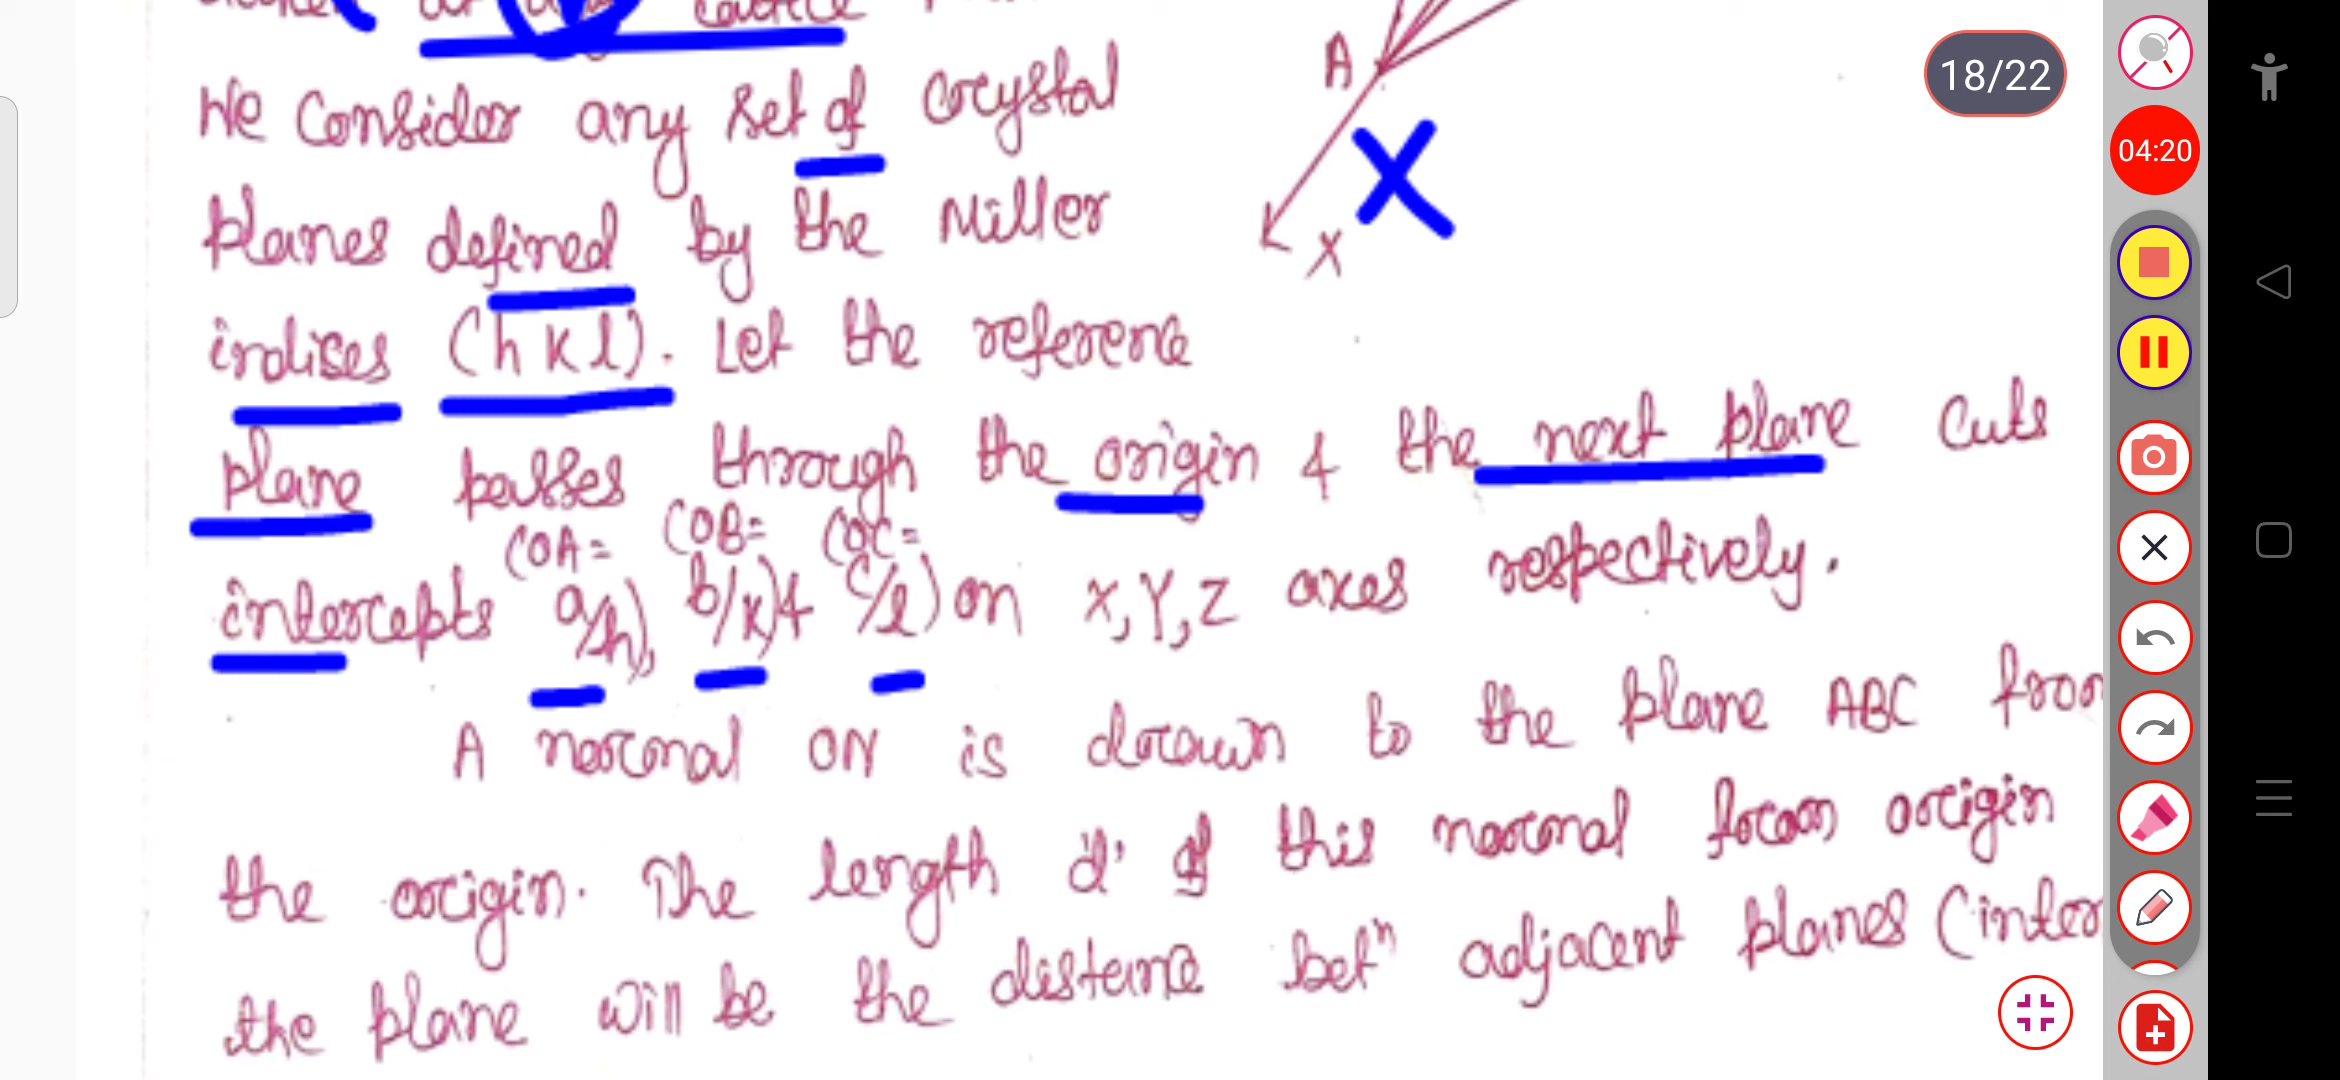 We Consider any set of crystal
A
18/22
04:20
planes defined by the Miller
X
indises (h k l). Let the reference
plane passes through the origin & the next plane cuts
(OA= (OB= (OC=
intercepts a/h), b/k) & c/l) on X, Y, Z axes respectively.
A normal ON is drawn to the plane ABC from
the origin. The length 'd' of this normal from origin
the plane will be the distance betn adjacent planes (inter